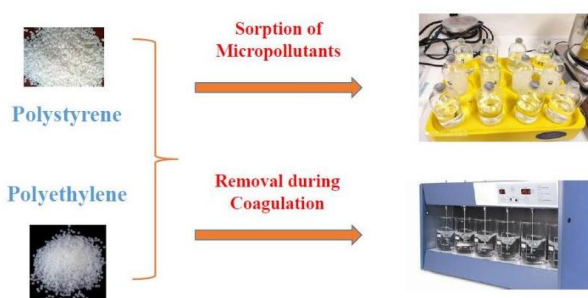 Polystyrene
Polyethylene
Sorption of
Micropollutants
Removal during
Coagulation